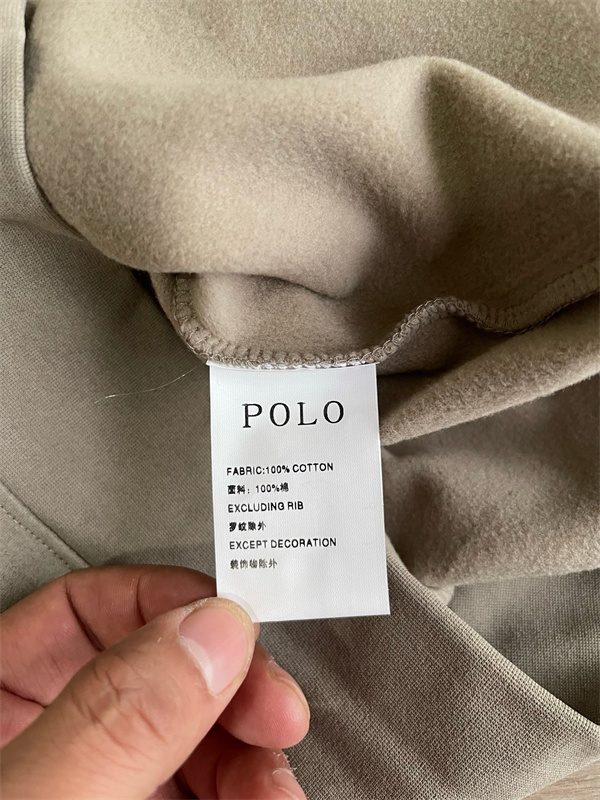 POLO
FABRIC:100% COTTON
面料：100%棉
EXCLUDING RIB
罗纹除外
EXCEPT DECORATION
装饰物除外